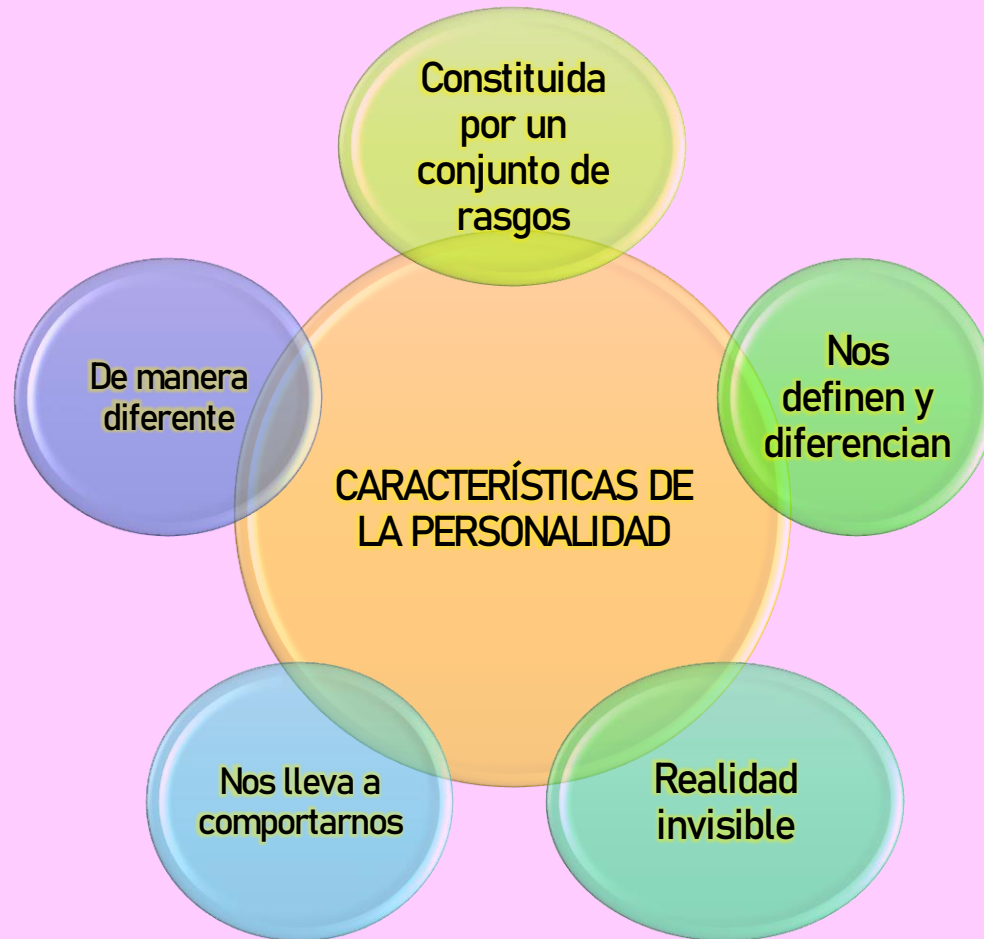 Constituida
por un
conjunto de
rasgos
Nos
definen y
diferencian
Realidad
invisible
Nos lleva a
comportarnos
De manera
diferente
CARACTERÍSTICAS DE
LA PERSONALIDAD